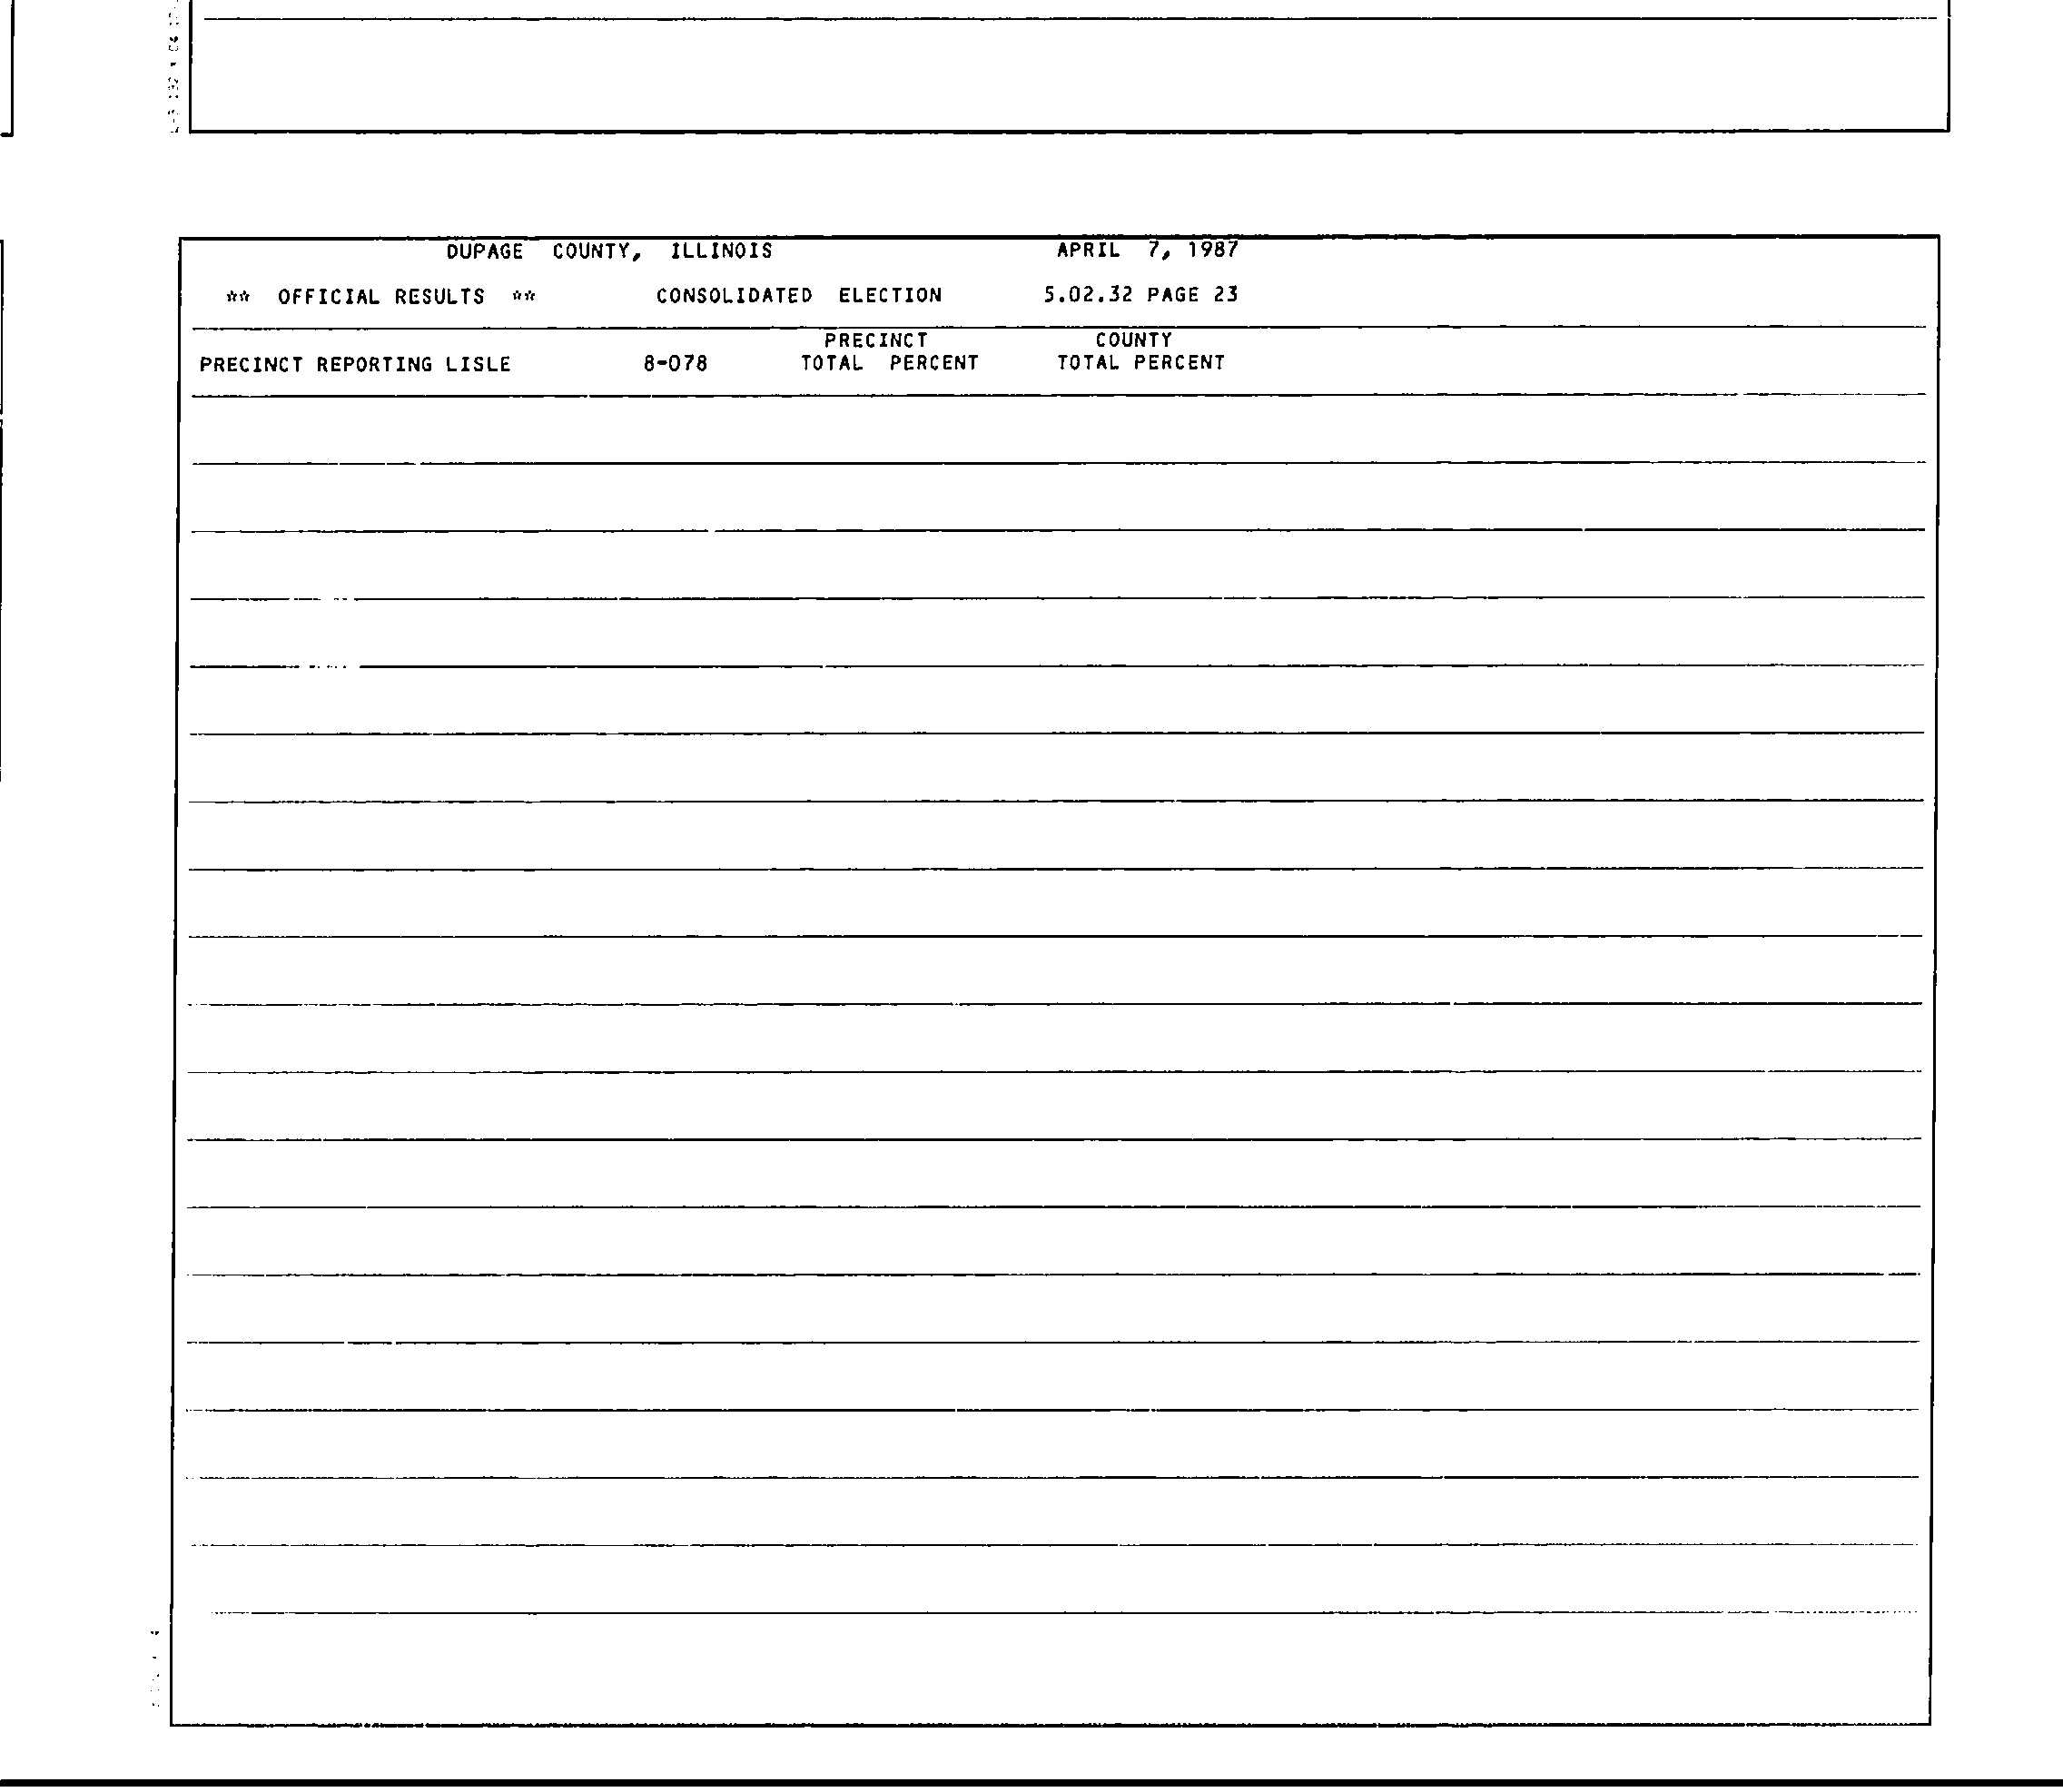 DUPAGE COUNTY, ILLINOIS APRIL 7, 1987
** OFFICIAL RESULTS ** CONSOLIDATED ELECTION 5.02.32 PAGE 23
PRECINCT COUNTY
PRECINCT REPORTING LISLE 8-078 TOTAL PERCENT TOTAL PERCENT